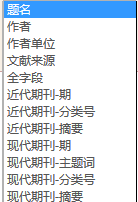 题名
作者
作者单位
文献来源
全字段
近代期刊-期
近代期刊-分类号
近代期刊-摘要
现代期刊-期
现代期刊-主题词
现代期刊-分类号
现代期刊-摘要